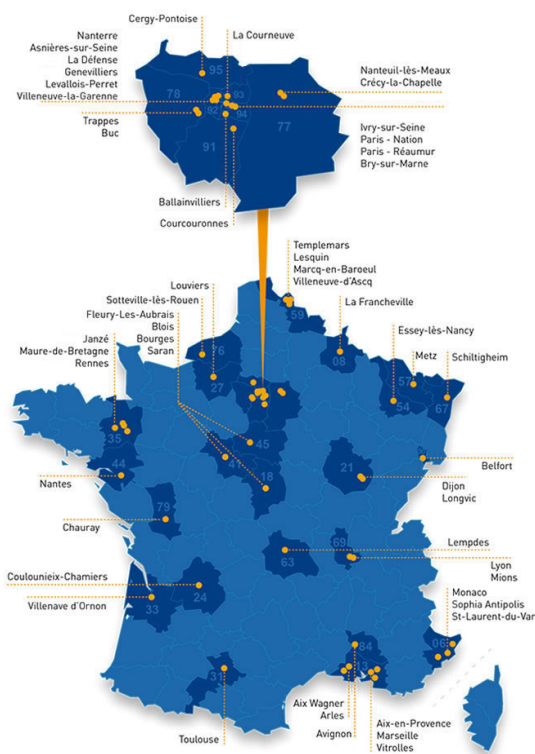 Cergy-Pontoise
La Courneuve
Nanterre
Asnières-sur-Seine
La Défense
Genevilliers
Levallois-Perret
Villeneuve-la-Garenne
Trappes
Buc
95
78
93
92
94
91
77
Nanteuil-lès-Meaux
Crécy-la-Chapelle
Ivry-sur-Seine
Paris - Nation
Paris - Réaumur
Bry-sur-Marne
Ballainvilliers
Courcouronnes
Templemars
Lesquin
Marcq-en-Baroeul
Villeneuve-d'Ascq
Louviers
Sotteville-lès-Rouen
Fleury-Les-Aubrais
Blois
Bourges
Saran
La Francheville
Essey-lès-Nancy
Metz
Schiltigheim
Janzé
Maure-de-Bretagne
Rennes
59
76
08
27
57
54
67
35
45
44
41
18
21
Belfort
Nantes
Dijon
Longvic
79
Chauray
69
63
Lempdes
Lyon
Mions
Coulounieix-Chamiers
24
Villenave d'Ornon
33
Monaco
Sophia Antipolis
St-Laurent-du-Var
06
84
13
31
Aix Wagner
Arles
Avignon
Aix-en-Provence
Marseille
Vitrolles
Toulouse